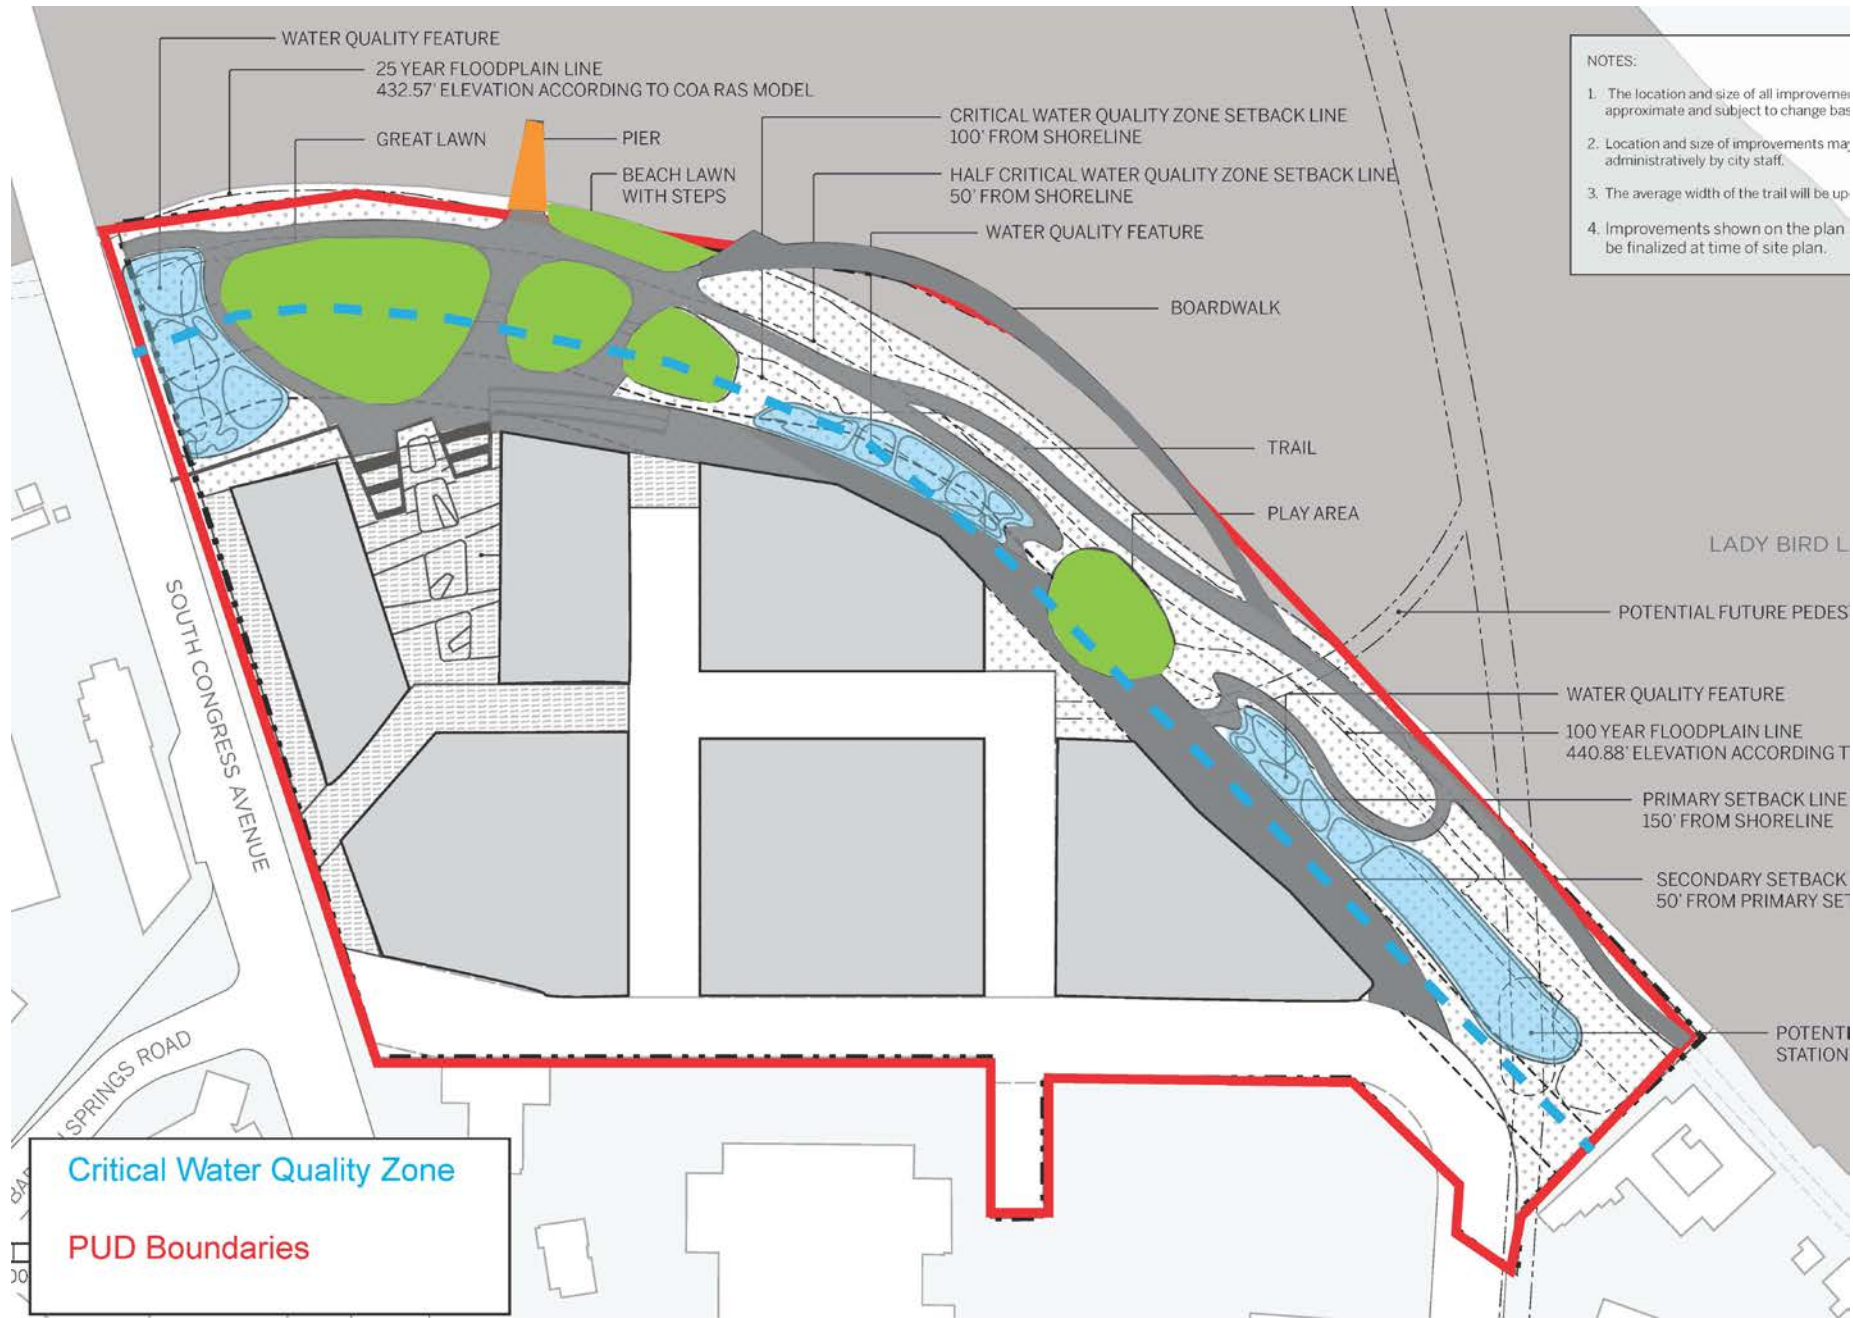 WATER QUALITY FEATURE
25 YEAR FLOODPLAIN LINE
432.57' ELEVATION ACCORDING TO COA RAS MODEL
GREAT LAWN
PIER
BEACH LAWN
WITH STEPS
CRITICAL WATER QUALITY ZONE SETBACK LINE
100' FROM SHORELINE
HALF CRITICAL WATER QUALITY ZONE SETBACK LINE
50' FROM SHORELINE
WATER QUALITY FEATURE
BOARDWALK
TRAIL
PLAY AREA
NOTES:
1. The location and size of all improveme
approximate and subject to change bas
2. Location and size of improvements may
administratively by city staff.
3. The average width of the trail will be up
4. Improvements shown on the plan
be finalized at time of site plan.
LADY BIRD L
POTENTIAL FUTURE PEDES
WATER QUALITY FEATURE
100 YEAR FLOODPLAIN LINE
440.88' ELEVATION ACCORDING T
PRIMARY SETBACK LINE
150' FROM SHORELINE
SECONDARY SETBACK
50' FROM PRIMARY SET
POTENTI
STATION
SOUTH CONGRESS AVENUE
SPRINGS ROAD
Critical Water Quality Zone
PUD Boundaries